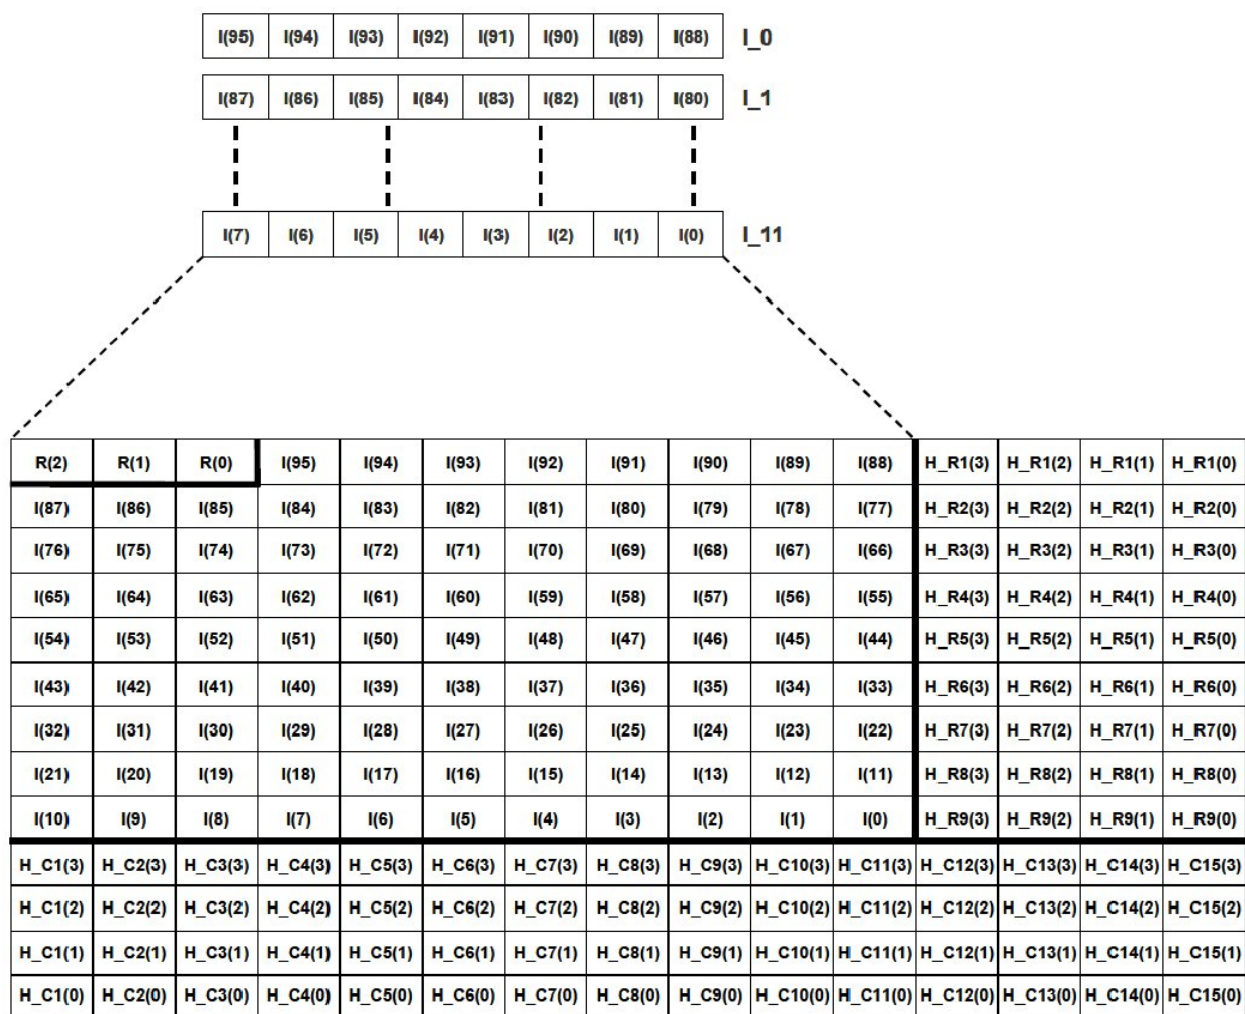 I(95) I(94) I(93) I(92) I(91) I(90) I(89) I(88) I_0
I(87) I(86) I(85) I(84) I(83) I(82) I(81) I(80) I_1
I(7) I(6) I(5) I(4) I(3) I(2) I(1) I(0) I_11
R(2) R(1) R(0) I(95) I(94) I(93) I(92) I(91) I(90) I(89) I(88) H_R1(3) H_R1(2) H_R1(1) H_R1(0)
I(87) I(86) I(85) I(84) I(83) I(82) I(81) I(80) I(79) I(78) I(77) H_R2(3) H_R2(2) H_R2(1) H_R2(0)
I(76) I(75) I(74) I(73) I(72) I(71) I(70) I(69) I(68) I(67) I(66) H_R3(3) H_R3(2) H_R3(1) H_R3(0)
I(65) I(64) I(63) I(62) I(61) I(60) I(59) I(58) I(57) I(56) I(55) H_R4(3) H_R4(2) H_R4(1) H_R4(0)
I(54) I(53) I(52) I(51) I(50) I(49) I(48) I(47) I(46) I(45) I(44) H_R5(3) H_R5(2) H_R5(1) H_R5(0)
I(43) I(42) I(41) I(40) I(39) I(38) I(37) I(36) I(35) I(34) I(33) H_R6(3) H_R6(2) H_R6(1) H_R6(0)
I(32) I(31) I(30) I(29) I(28) I(27) I(26) I(25) I(24) I(23) I(22) H_R7(3) H_R7(2) H_R7(1) H_R7(0)
I(21) I(20) I(19) I(18) I(17) I(16) I(15) I(14) I(13) I(12) I(11) H_R8(3) H_R8(2) H_R8(1) H_R8(0)
I(10) I(9) I(8) I(7) I(6) I(5) I(4) I(3) I(2) I(1) I(0) H_R9(3) H_R9(2) H_R9(1) H_R9(0)
H_C1(3) H_C2(3) H_C3(3) H_C4(3) H_C5(3) H_C6(3) H_C7(3) H_C8(3) H_C9(3) H_C10(3) H_C11(3) H_C12(3) H_C13(3) H_C14(3) H_C15(3)
H_C1(2) H_C2(2) H_C3(2) H_C4(2) H_C5(2) H_C6(2) H_C7(2) H_C8(2) H_C9(2) H_C10(2) H_C11(2) H_C12(2) H_C13(2) H_C14(2) H_C15(2)
H_C1(1) H_C2(1) H_C3(1) H_C4(1) H_C5(1) H_C6(1) H_C7(1) H_C8(1) H_C9(1) H_C10(1) H_C11(1) H_C12(1) H_C13(1) H_C14(1) H_C15(1)
H_C1(0) H_C2(0) H_C3(0) H_C4(0) H_C5(0) H_C6(0) H_C7(0) H_C8(0) H_C9(0) H_C10(0) H_C11(0) H_C12(0) H_C13(0) H_C14(0) H_C15(0)